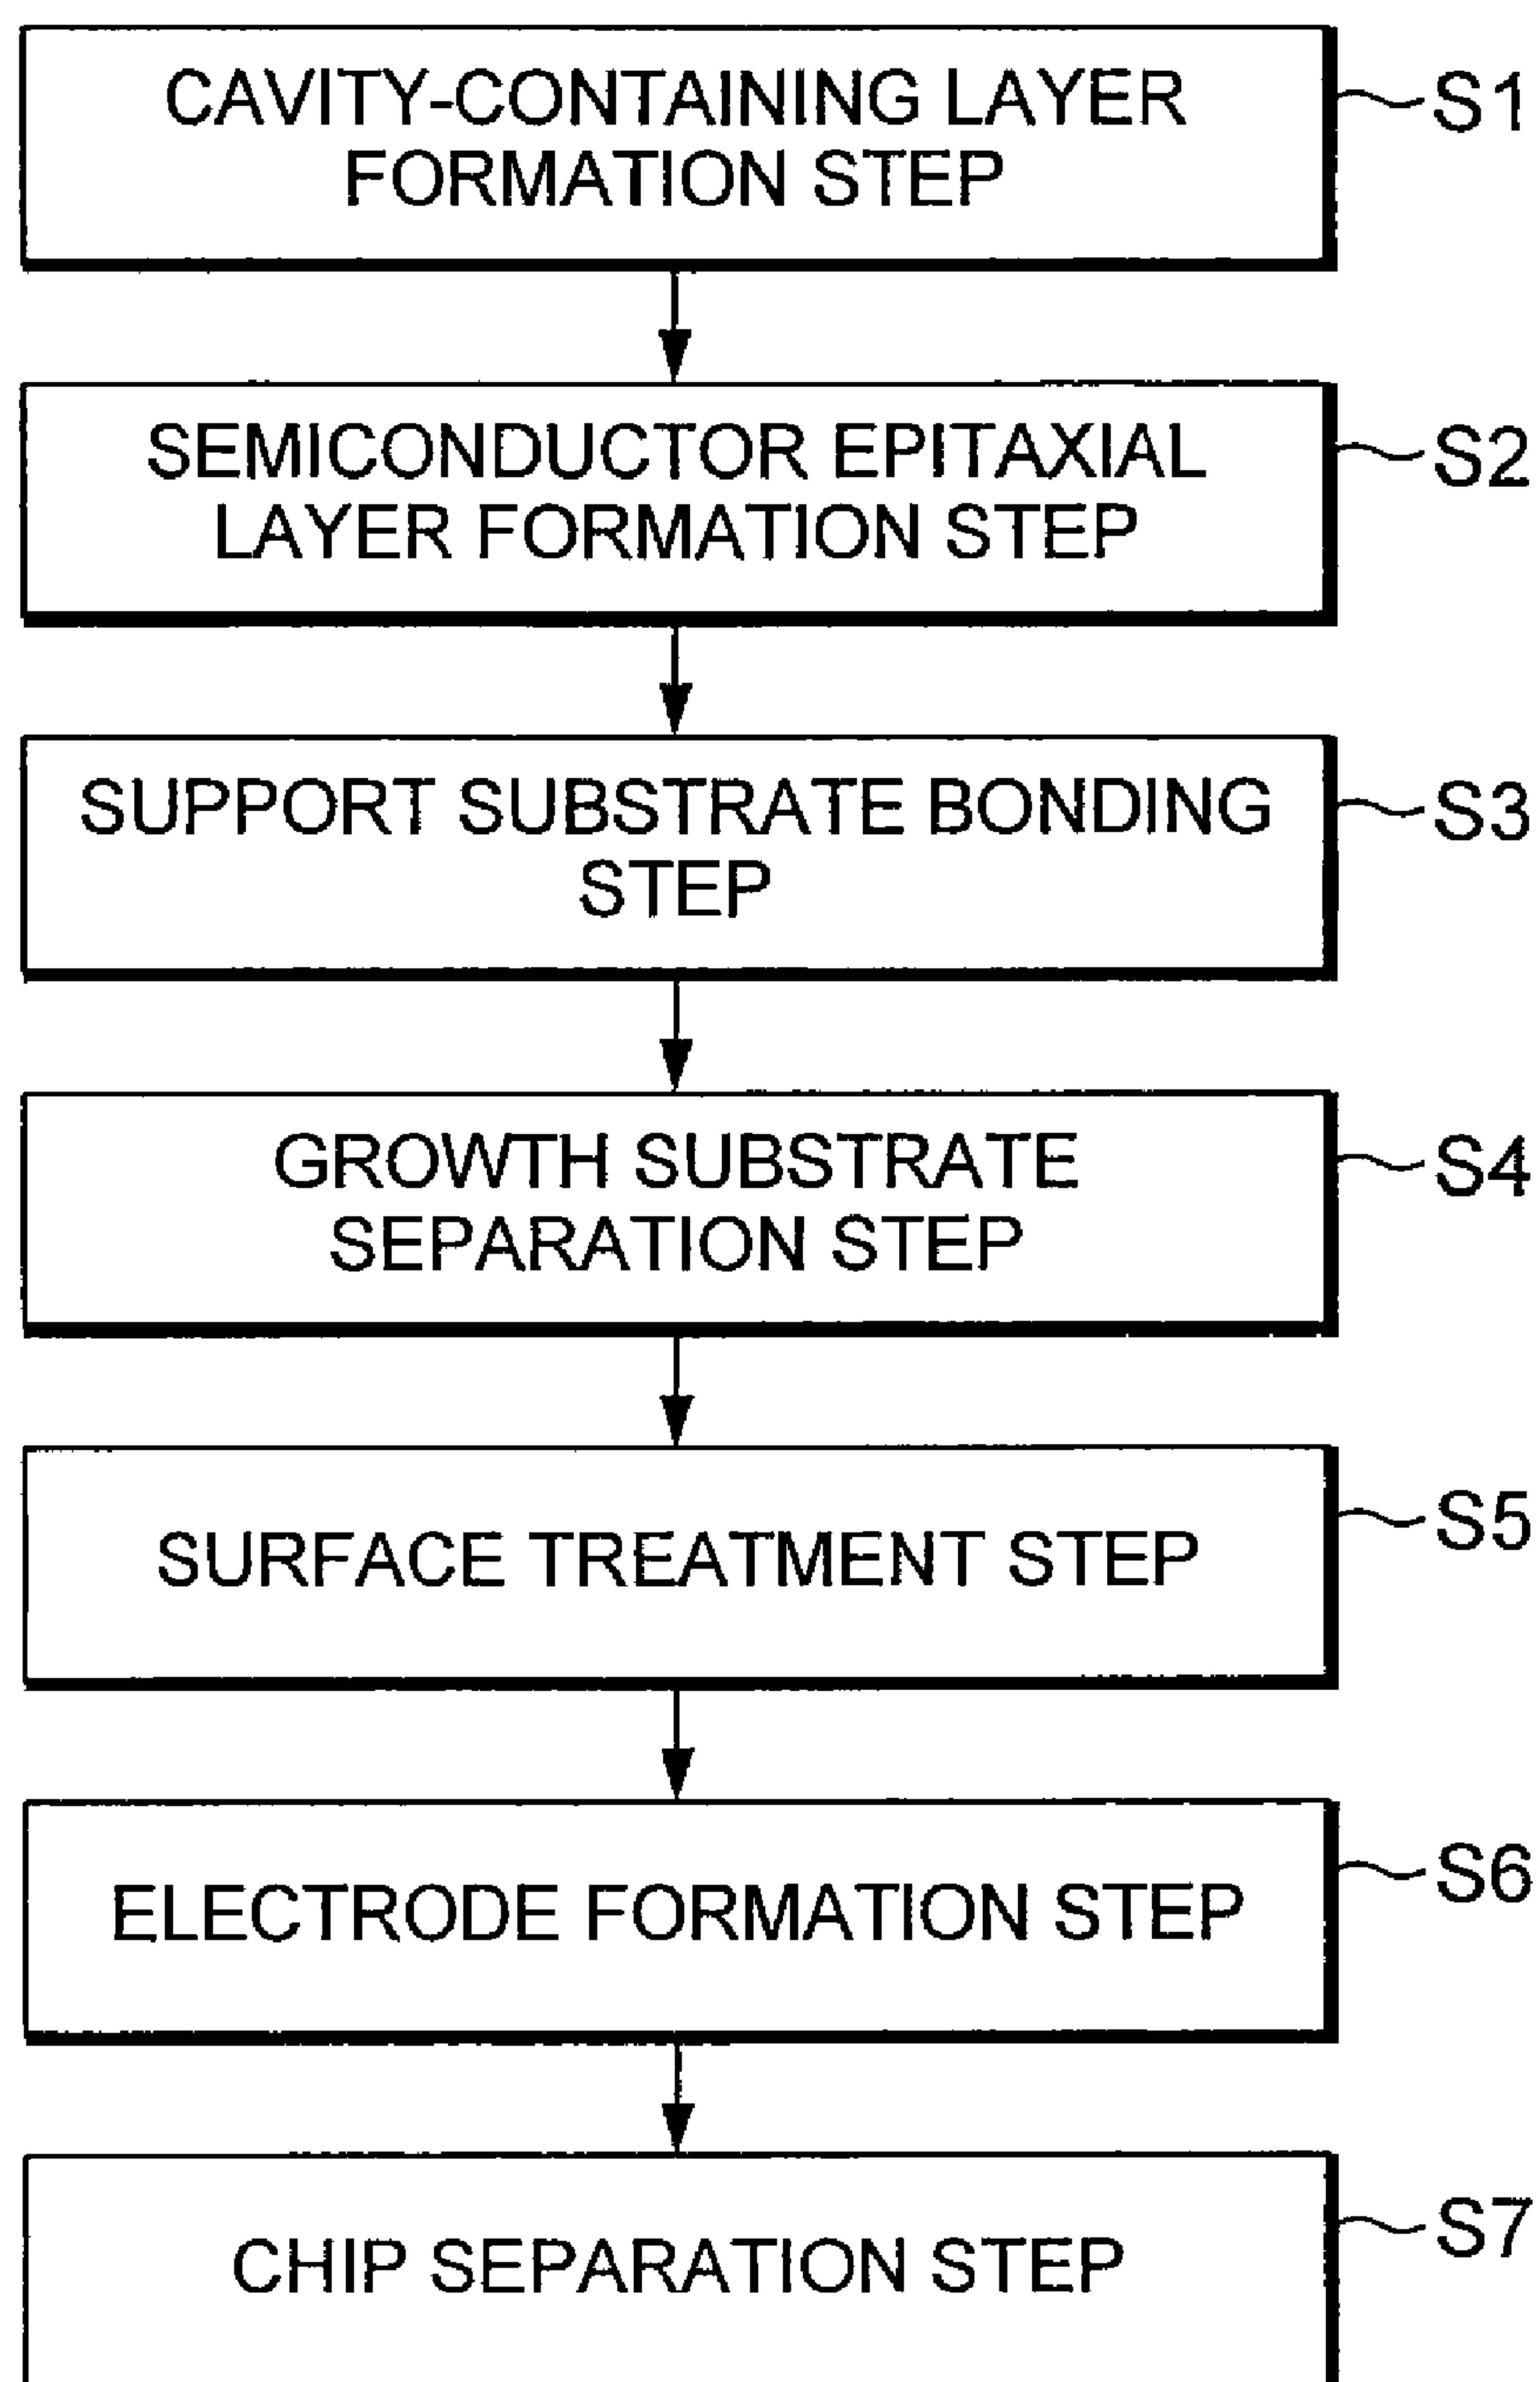 CAVITY-CONTAINING LAYER
FORMATION STEP
S1
SEMICONDUCTOR EPITAXIAL
LAYER FORMATION STEP
S2
SUPPORT SUBSTRATE BONDING
STEP
S3
GROWTH SUBSTRATE
SEPARATION STEP
S4
SURFACE TREATMENT STEP
S5
ELECTRODE FORMATION STEP
S6
CHIP SEPARATION STEP
S7